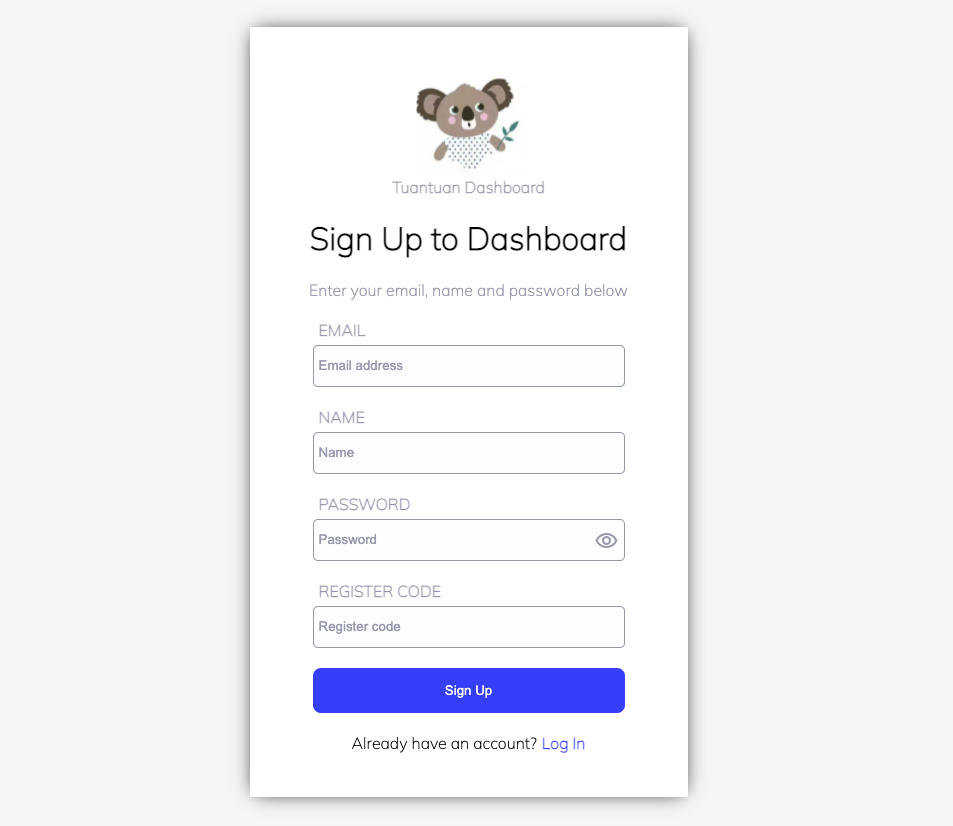 Tuantuan Dashboard
Sign Up to Dashboard
Enter your email, name and password below
EMAIL
Email address
NAME
Name
PASSWORD
Password
REGISTER CODE
Register code
Sign Up
Already have an account? Log In